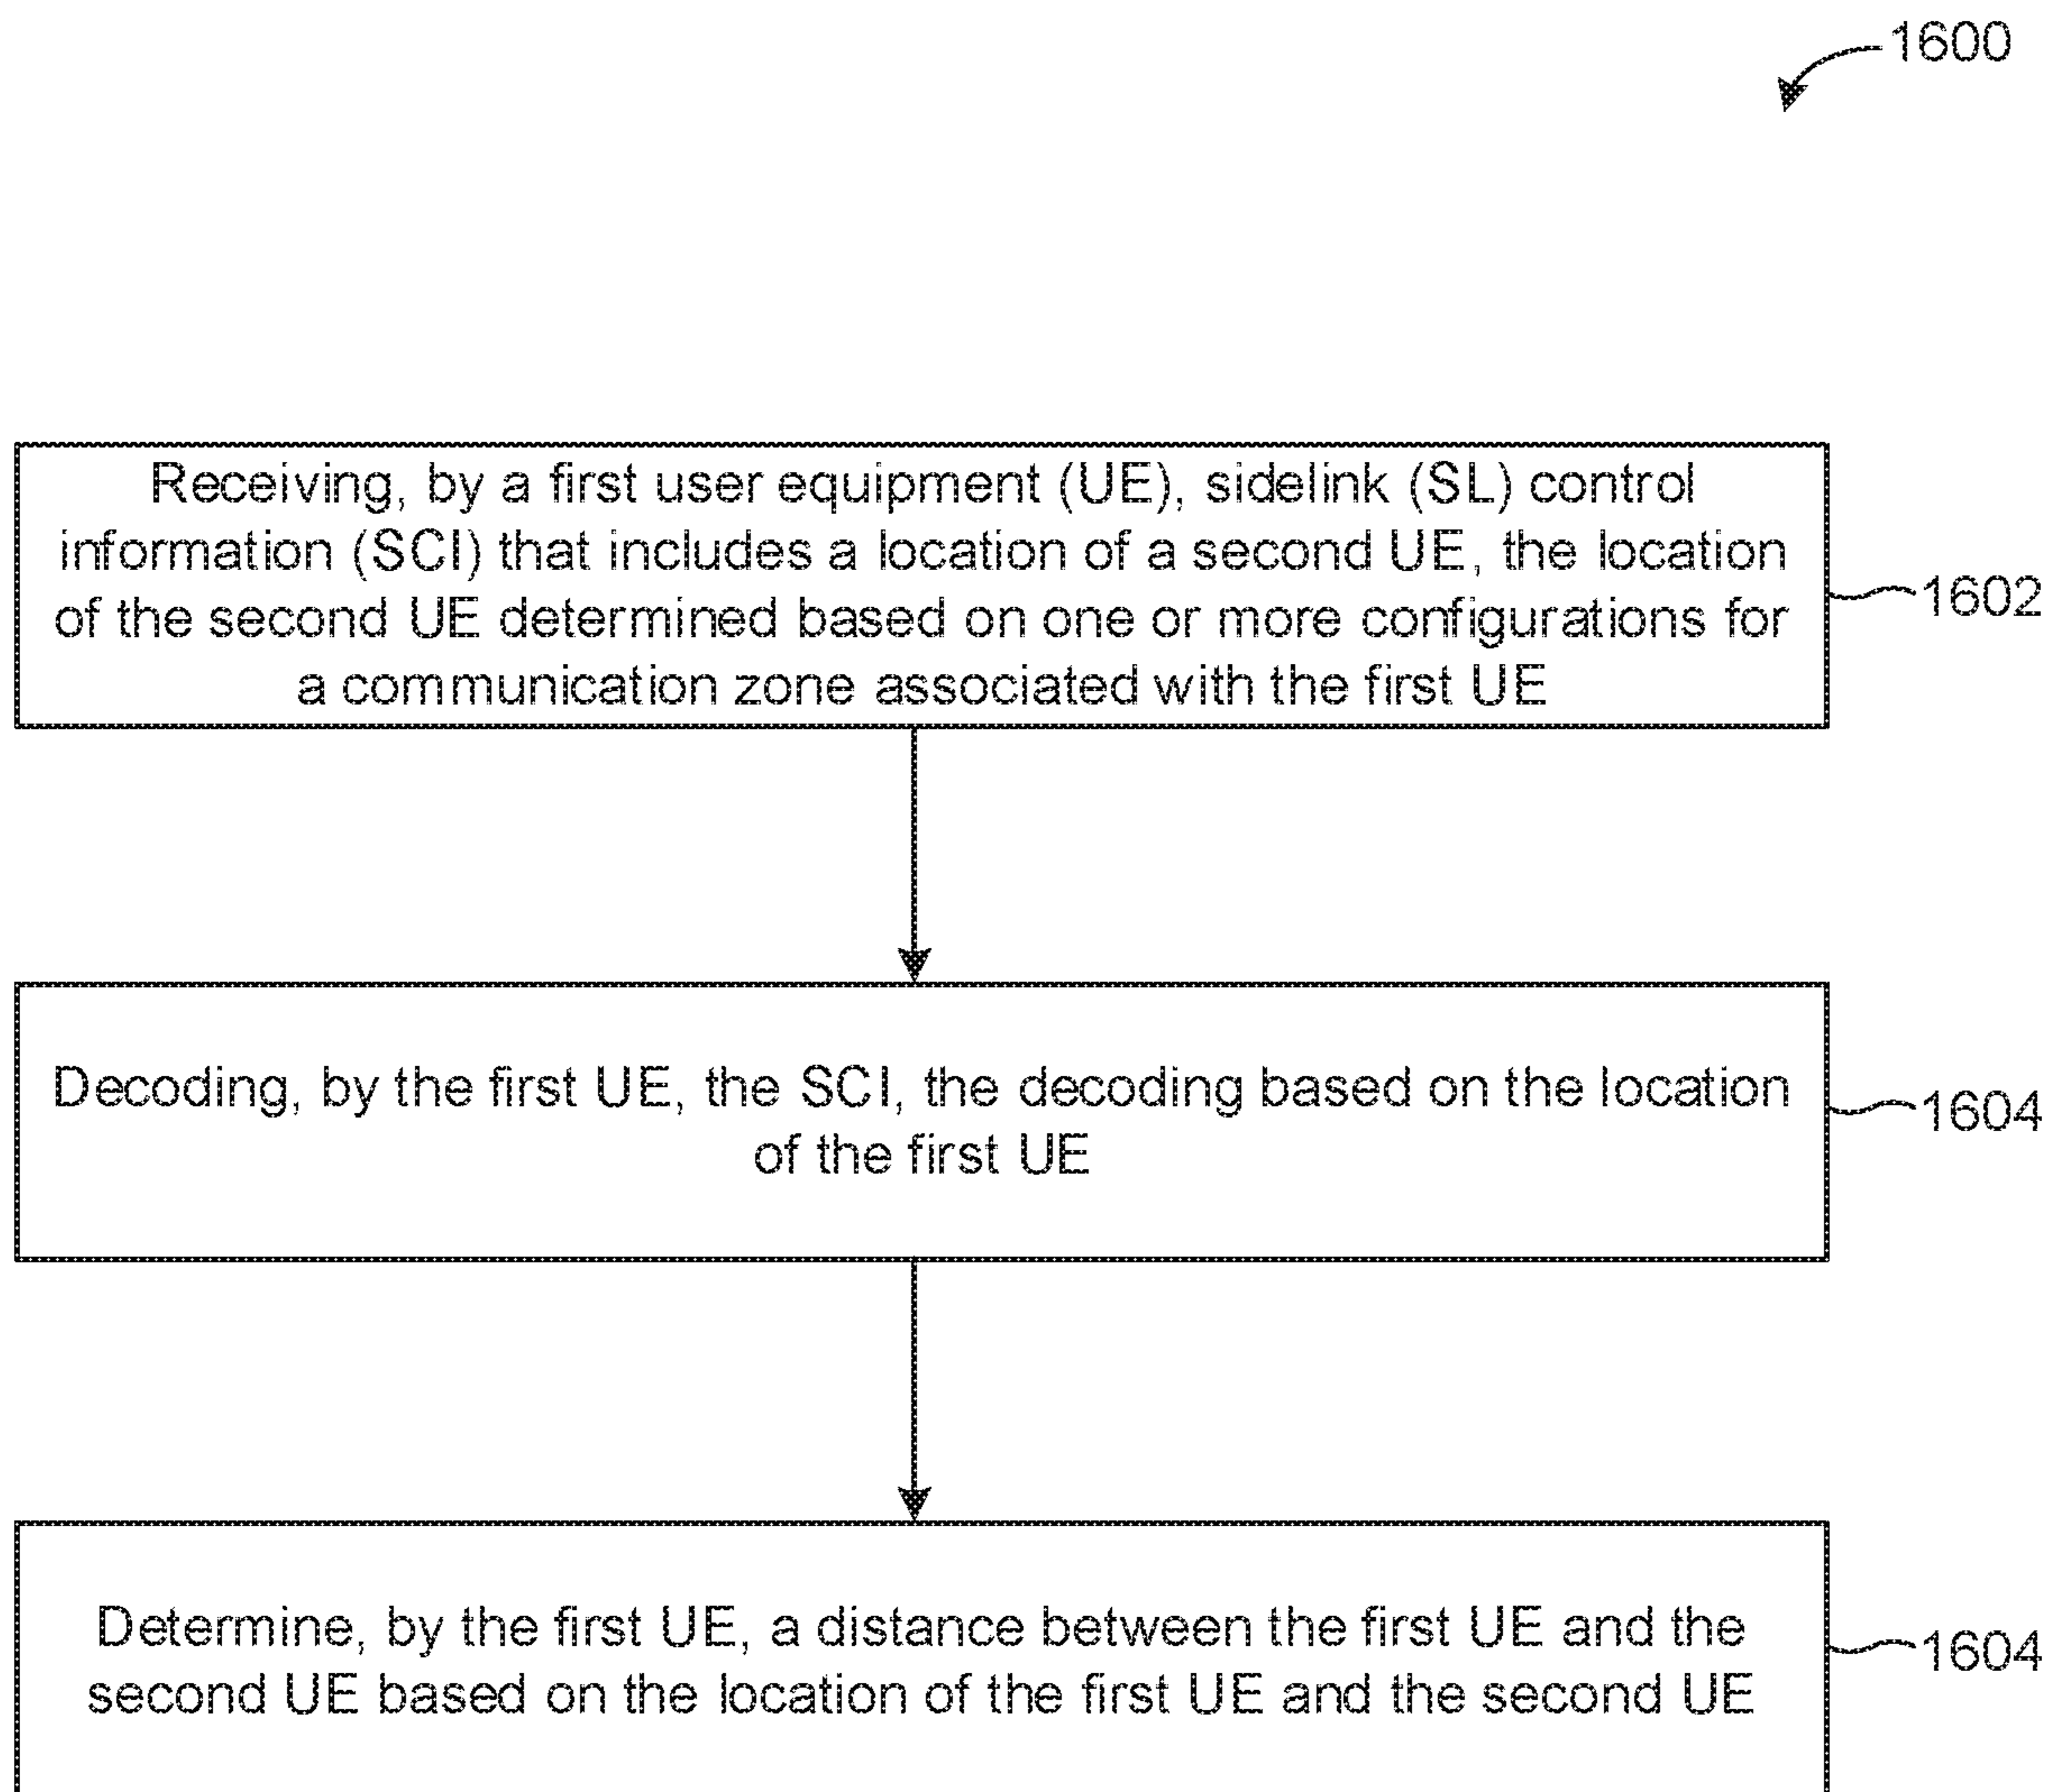 1600
Receiving, by a first user equipment (UE), sidelink (SL) control
information (SCI) that includes a location of a second UE, the location
of the second UE determined based on one or more configurations for
a communication zone associated with the first UE
1602
Decoding, by the first UE, the SCI, the decoding based on the location
of the first UE
1604
Determine, by the first UE, a distance between the first UE and the
second UE based on the location of the first UE and the second UE
1604